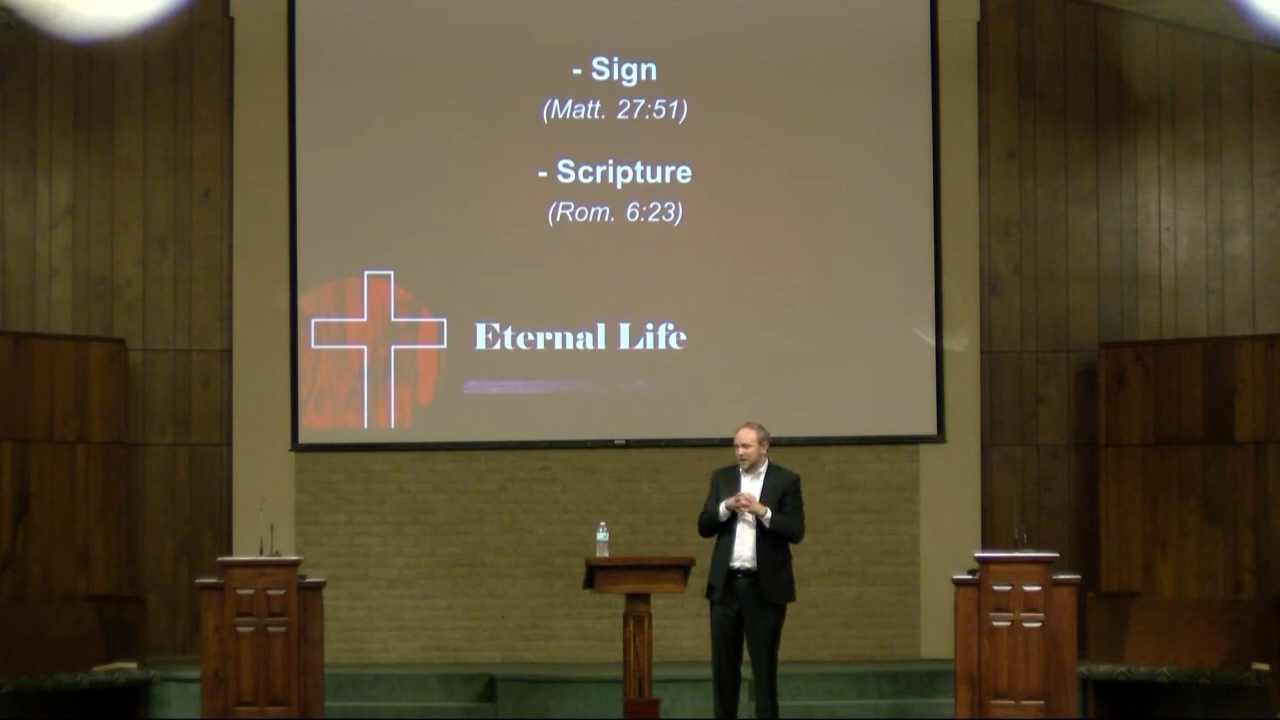 - Sign
(Matt. 27:51)
- Scripture
(Rom. 6:23)
Eternal Life